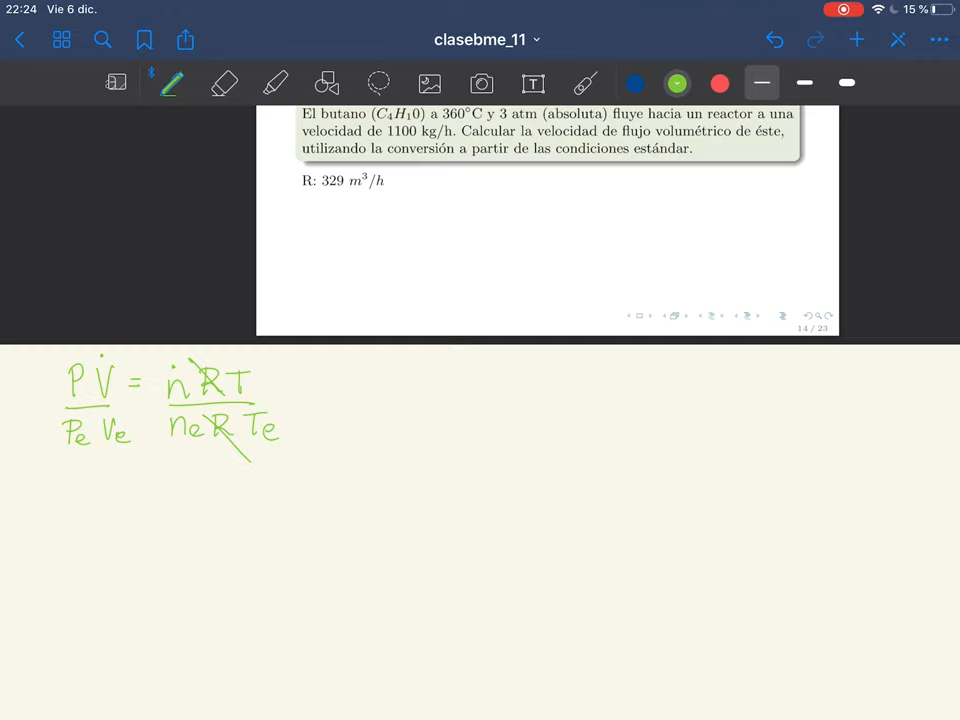 22:24 Vie 6 dic. 15 %
clasebme_11
T
El butano (C₄H₁0) a 360°C y 3 atm (absoluta) fluye hacia un reactor a una
velocidad de 1100 kg/h. Calcular la velocidad de flujo volumétrico de éste,
utilizando la conversión a partir de las condiciones estándar.
R: 329 m³/h
14 / 23
P V̇ = ṅ R T
Pe Ve ne R Te